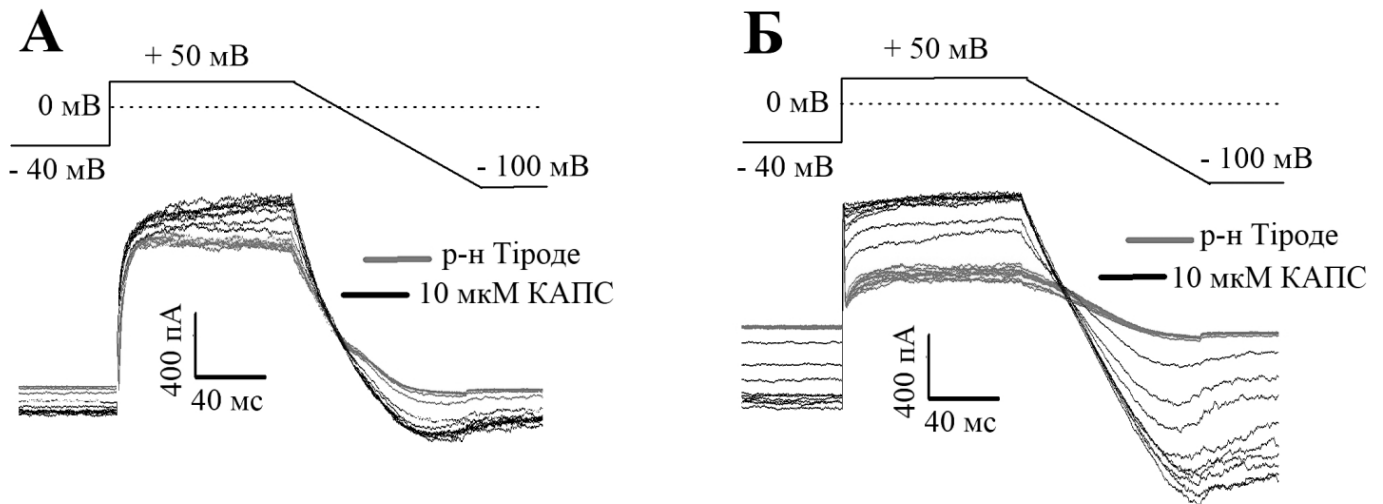 А
+ 50 мВ
0 мВ
- 40 мВ
- 100 мВ
р-н Тіроде
10 мкМ КАПС
400 пА
40 мс
Б
+ 50 мВ
0 мВ
- 40 мВ
- 100 мВ
р-н Тіроде
10 мкМ КАПС
400 пА
40 мс